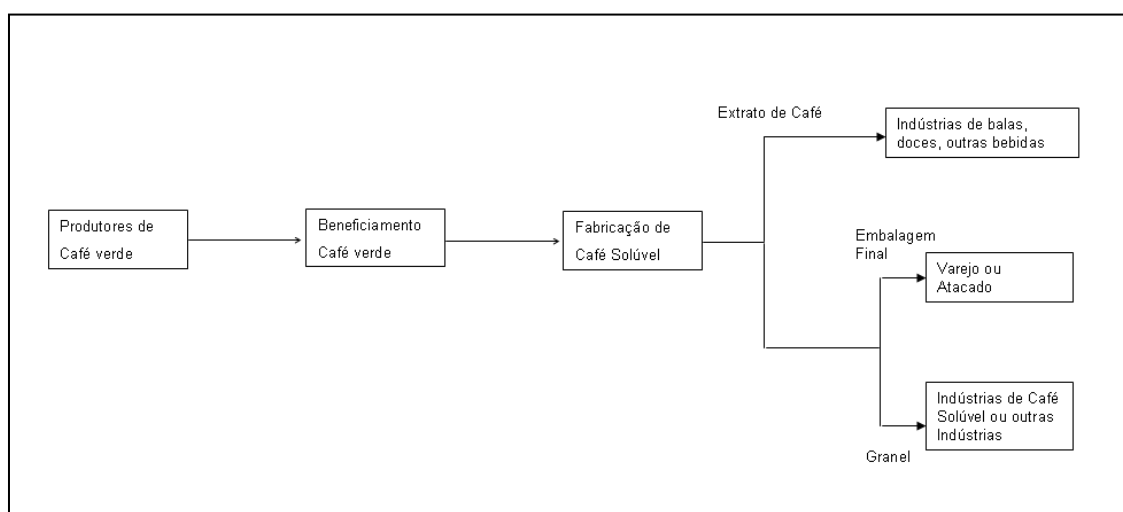 Extrato de Café
Indústrias de balas,
doces, outras bebidas
Produtores de
Café verde
Beneficiamento
Café verde
Fabricação de
Café Solúvel
Embalagem
Final
Varejo ou
Atacado
Indústrias de Café
Solúvel ou outras
Indústrias
Granel